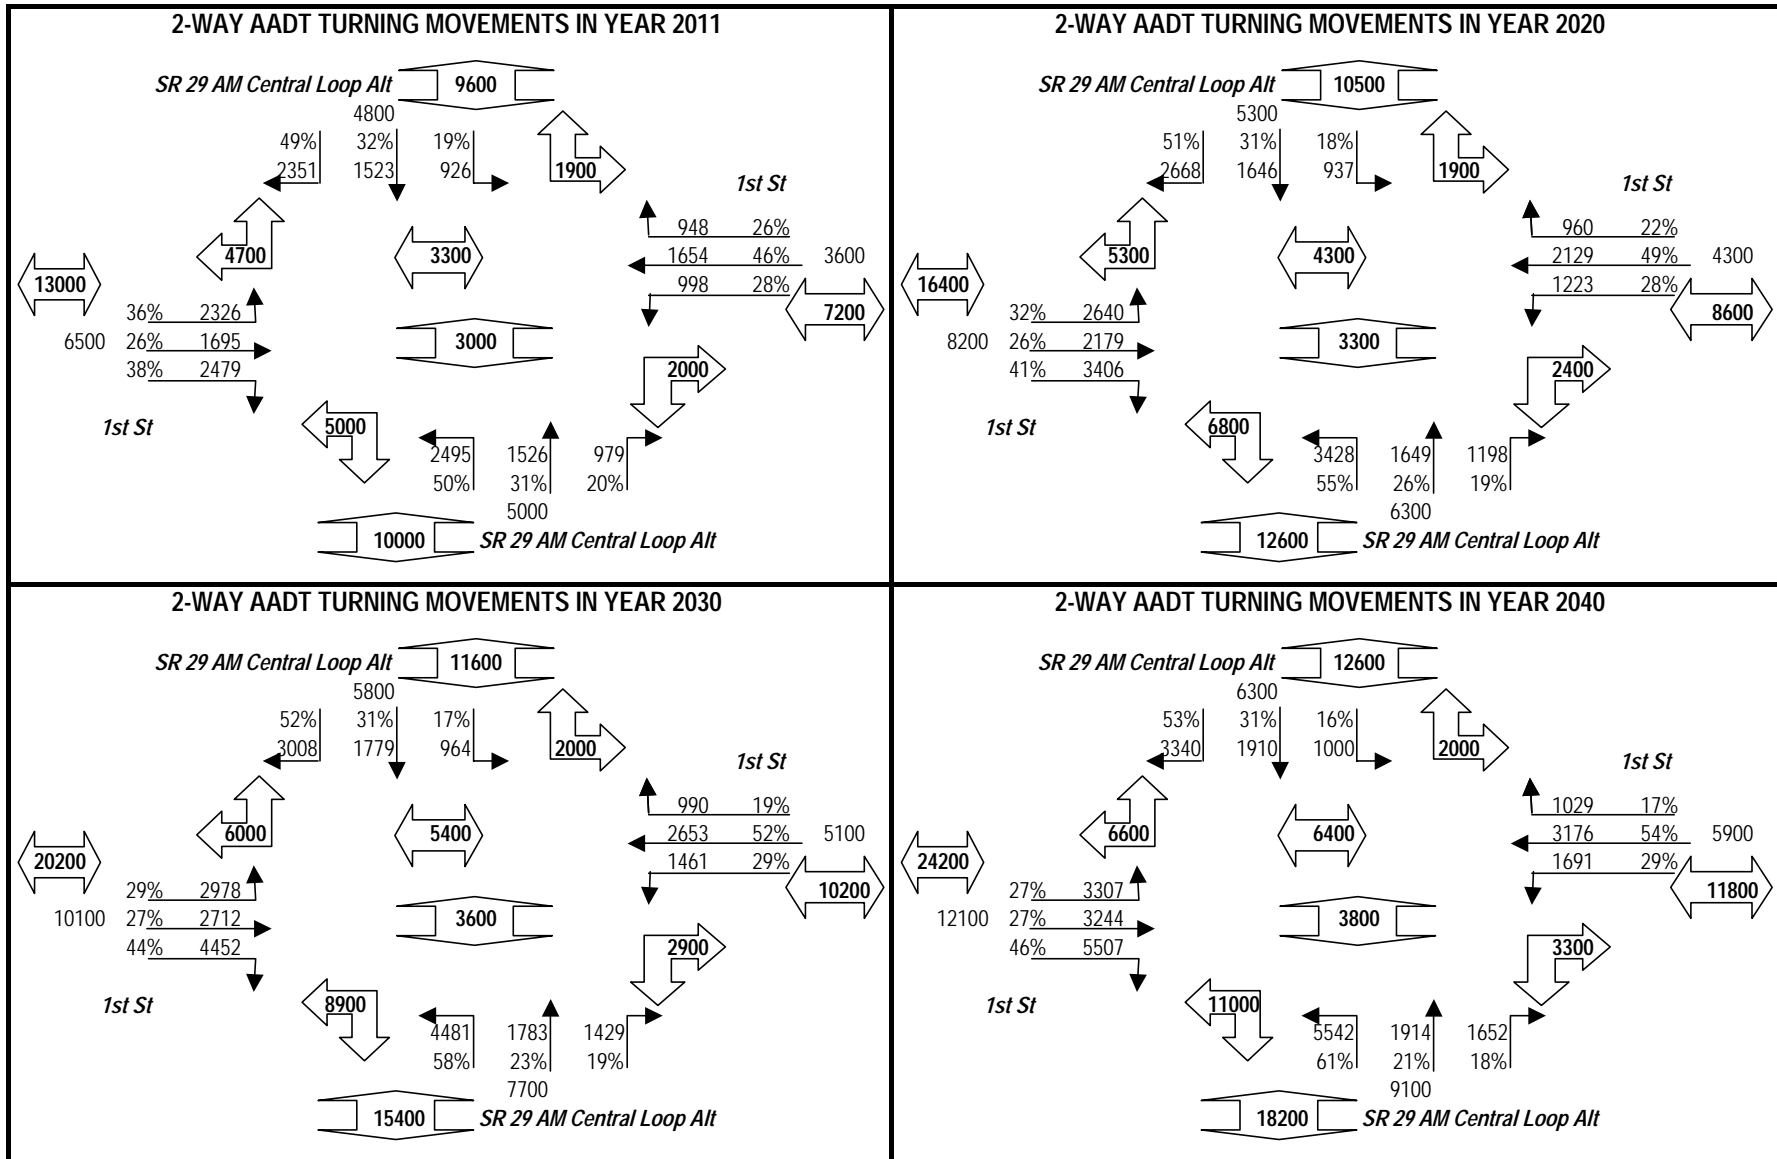 2-WAY AADT TURNING MOVEMENTS IN YEAR 2011
SR 29 AM Central Loop Alt 9600
4800
49% 32% 19%
2351 1523 926 1900
1st St
948 26%
4700 3300 1654 46% 3600
13000 998 28%
7200
36% 2326
6500 26% 1695 3000
38% 2479 2000
1st St 5000
2495 1526 979
50% 31% 20%
5000
10000 SR 29 AM Central Loop Alt
2-WAY AADT TURNING MOVEMENTS IN YEAR 2020
SR 29 AM Central Loop Alt 10500
5300
51% 31% 18%
2668 1646 937 1900
1st St
960 22%
5300 4300 2129 49% 4300
16400 1223 28%
8600
32% 2640
8200 26% 2179 3300
41% 3406 2400
1st St 6800
3428 1649 1198
55% 26% 19%
6300
12600 SR 29 AM Central Loop Alt
2-WAY AADT TURNING MOVEMENTS IN YEAR 2030
SR 29 AM Central Loop Alt 11600
5800
52% 31% 17%
3008 1779 964 2000
1st St
990 19%
6000 5400 2653 52% 5100
20200 1461 29%
10200
29% 2978
10100 27% 2712 3600
44% 4452 2900
1st St 8900
4481 1783 1429
58% 23% 19%
7700
15400 SR 29 AM Central Loop Alt
2-WAY AADT TURNING MOVEMENTS IN YEAR 2040
SR 29 AM Central Loop Alt 12600
6300
53% 31% 16%
3340 1910 1000 2000
1st St
1029 17%
6600 6400 3176 54% 5900
24200 1691 29%
11800
27% 3307
12100 27% 3244 3800
46% 5507 3300
1st St 11000
5542 1914 1652
61% 21% 18%
9100
18200 SR 29 AM Central Loop Alt